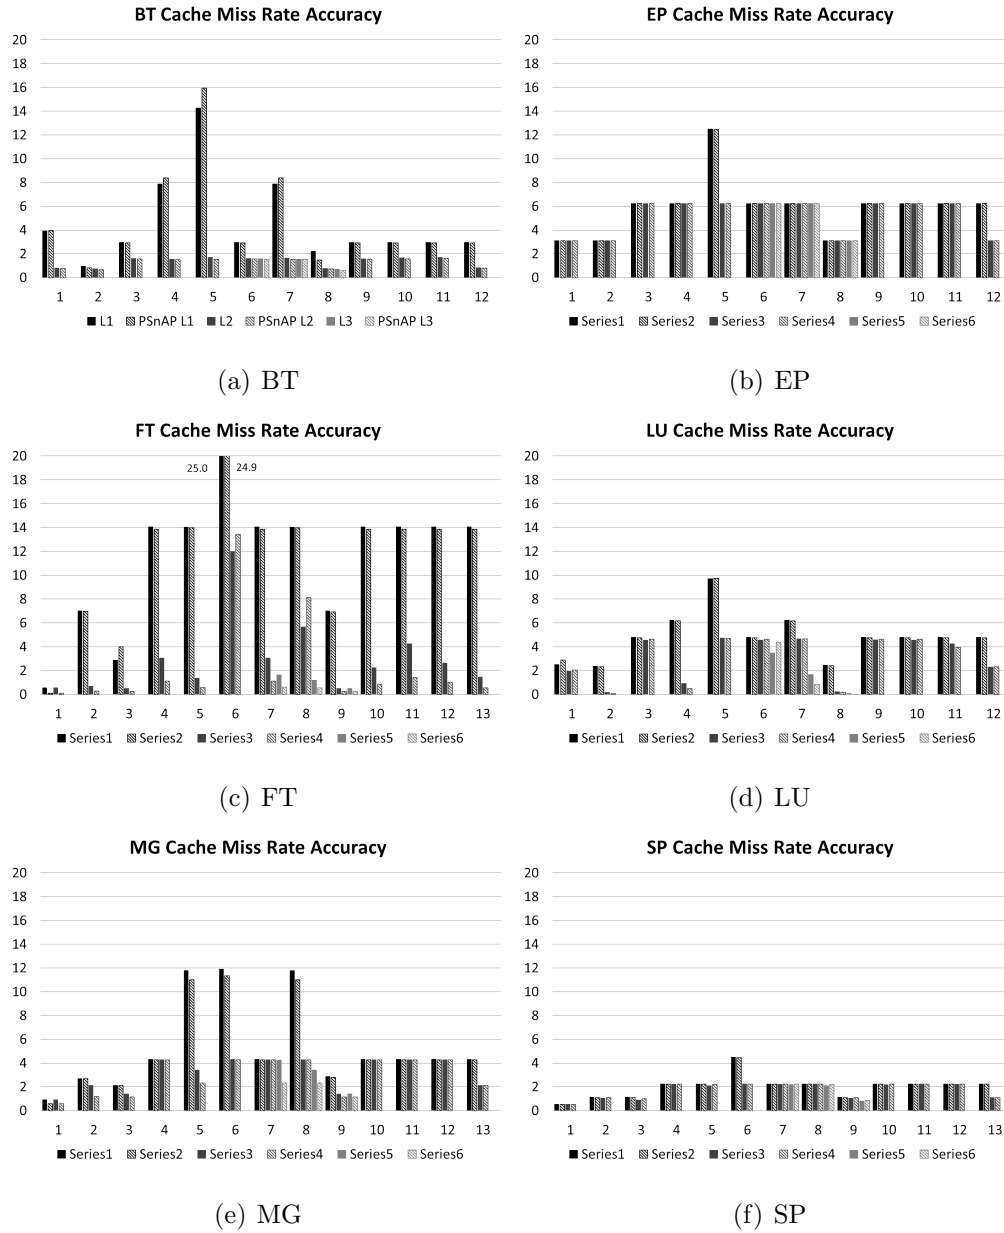 BT Cache Miss Rate Accuracy
20
18
16
14
12
10
8
6
4
2
0
1 2 3 4 5 6 7 8 9 10 11 12
L1 PSnAP L1 L2 PSnAP L2 L3 PSnAP L3
(a) BT
EP Cache Miss Rate Accuracy
20
18
16
14
12
10
8
6
4
2
0
1 2 3 4 5 6 7 8 9 10 11 12
Series1 Series2 Series3 Series4 Series5 Series6
(b) EP
FT Cache Miss Rate Accuracy
20
18
16
14
12
10
8
6
4
2
0
25.0 24.9
1 2 3 4 5 6 7 8 9 10 11 12 13
Series1 Series2 Series3 Series4 Series5 Series6
(c) FT
LU Cache Miss Rate Accuracy
20
18
16
14
12
10
8
6
4
2
0
1 2 3 4 5 6 7 8 9 10 11 12
Series1 Series2 Series3 Series4 Series5 Series6
(d) LU
MG Cache Miss Rate Accuracy
20
18
16
14
12
10
8
6
4
2
0
1 2 3 4 5 6 7 8 9 10 11 12 13
Series1 Series2 Series3 Series4 Series5 Series6
(e) MG
SP Cache Miss Rate Accuracy
20
18
16
14
12
10
8
6
4
2
0
1 2 3 4 5 6 7 8 9 10 11 12 13
Series1 Series2 Series3 Series4 Series5 Series6
(f) SP